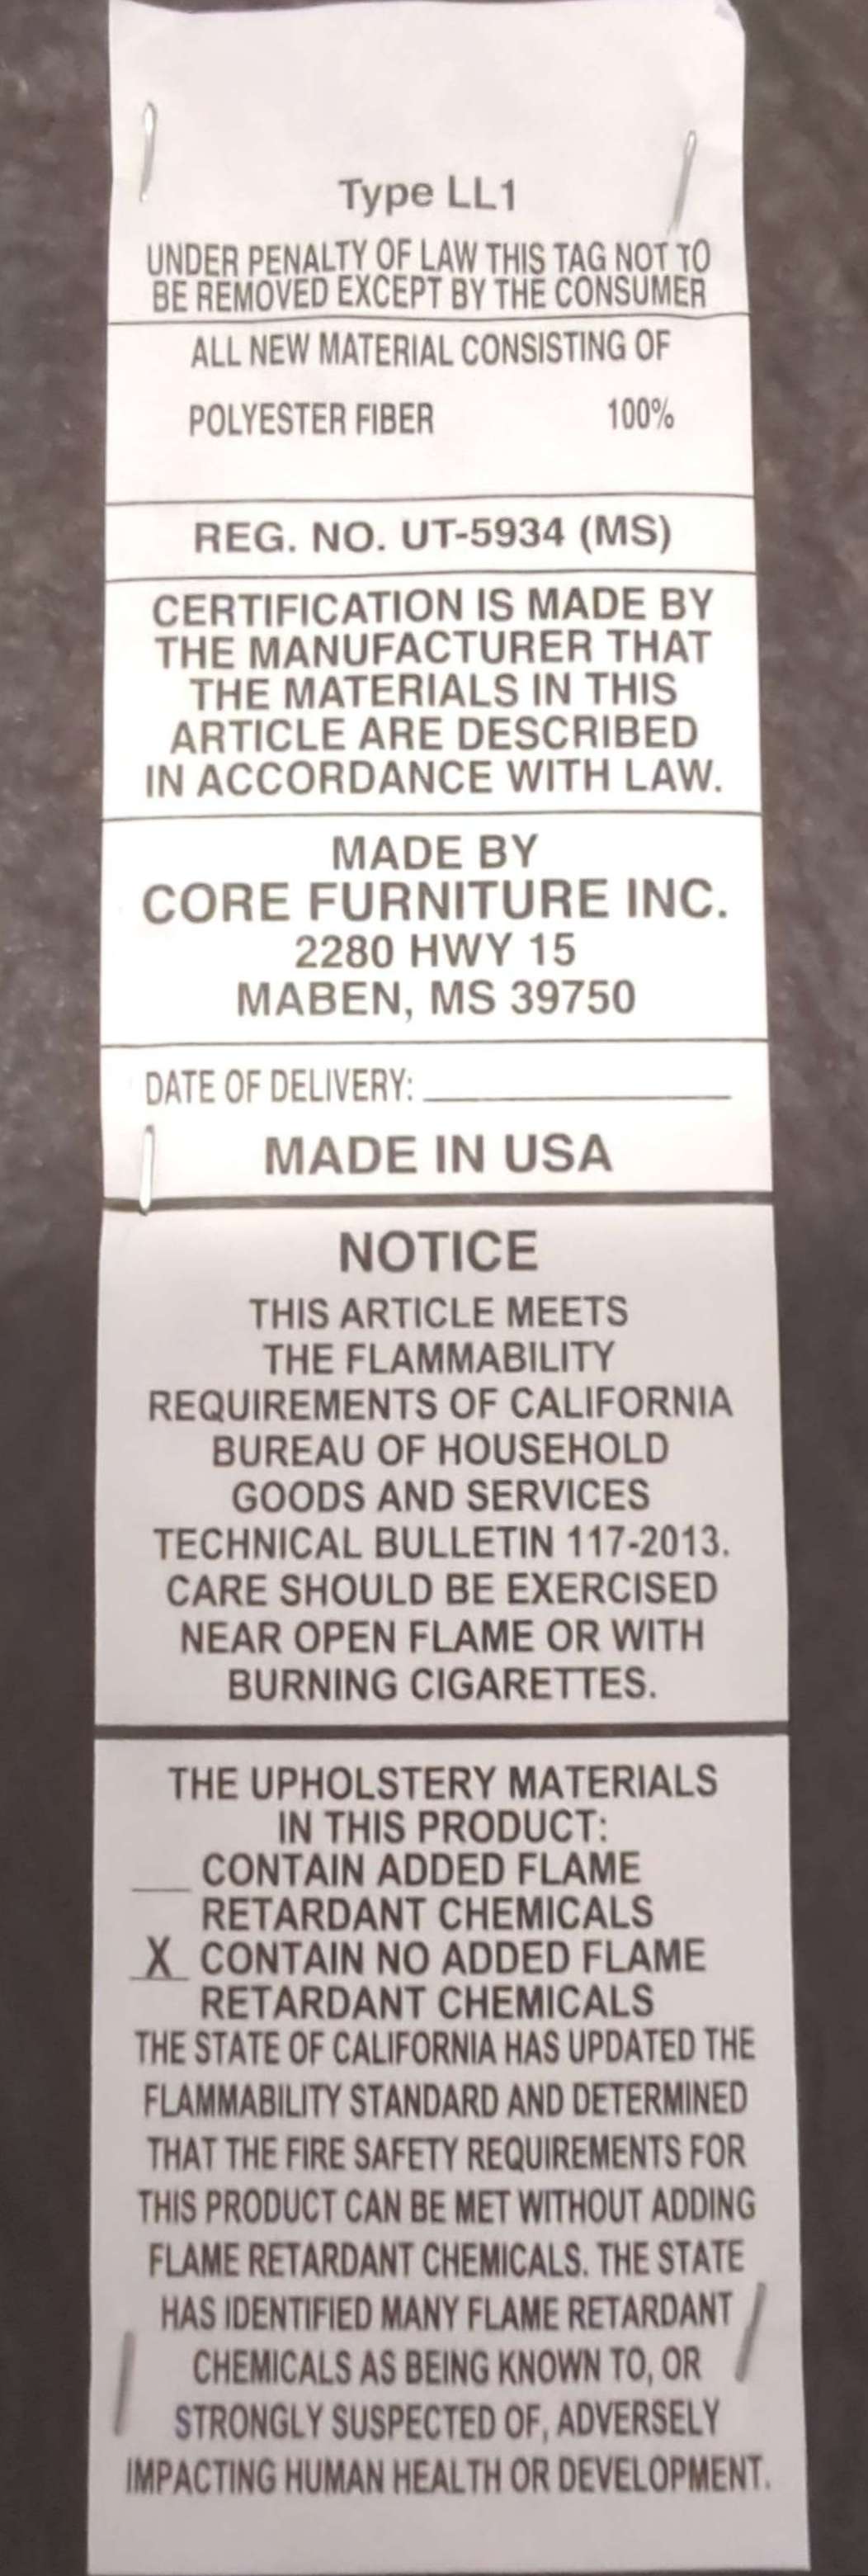 Type LL1
UNDER PENALTY OF LAW THIS TAG NOT TO
BE REMOVED EXCEPT BY THE CONSUMER
ALL NEW MATERIAL CONSISTING OF
POLYESTER FIBER 100%
REG. NO. UT-5934 (MS)
CERTIFICATION IS MADE BY
THE MANUFACTURER THAT
THE MATERIALS IN THIS
ARTICLE ARE DESCRIBED
IN ACCORDANCE WITH LAW.
MADE BY
CORE FURNITURE INC.
2280 HWY 15
MABEN, MS 39750
DATE OF DELIVERY: ____________
MADE IN USA
NOTICE
THIS ARTICLE MEETS
THE FLAMMABILITY
REQUIREMENTS OF CALIFORNIA
BUREAU OF HOUSEHOLD
GOODS AND SERVICES
TECHNICAL BULLETIN 117-2013.
CARE SHOULD BE EXERCISED
NEAR OPEN FLAME OR WITH
BURNING CIGARETTES.
THE UPHOLSTERY MATERIALS
IN THIS PRODUCT:
___ CONTAIN ADDED FLAME
RETARDANT CHEMICALS
_X_ CONTAIN NO ADDED FLAME
RETARDANT CHEMICALS
THE STATE OF CALIFORNIA HAS UPDATED THE
FLAMMABILITY STANDARD AND DETERMINED
THAT THE FIRE SAFETY REQUIREMENTS FOR
THIS PRODUCT CAN BE MET WITHOUT ADDING
FLAME RETARDANT CHEMICALS. THE STATE
HAS IDENTIFIED MANY FLAME RETARDANT
CHEMICALS AS BEING KNOWN TO, OR
STRONGLY SUSPECTED OF, ADVERSELY
IMPACTING HUMAN HEALTH OR DEVELOPMENT.